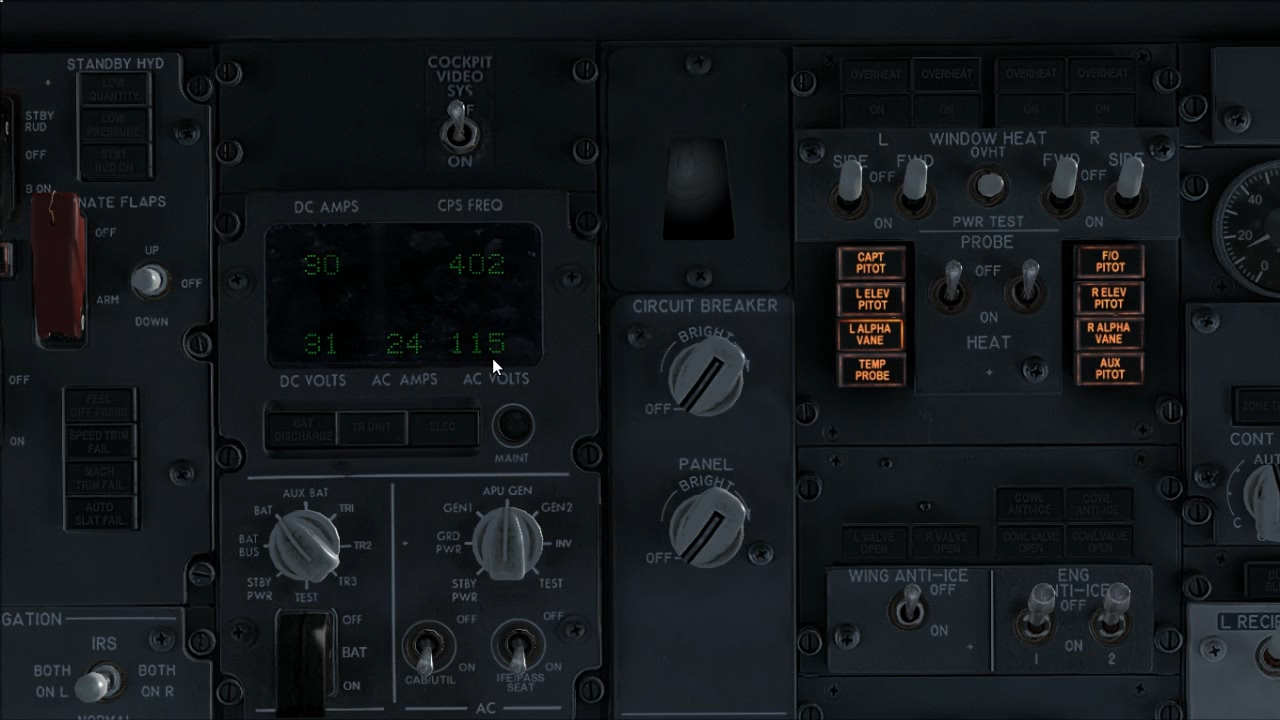 STANDBY HYD
LOW
QUANTITY
LOW
PRESSURE
STBY
RUD ON
STBY
RUD
OFF
B ON
NATE FLAPS
OFF
UP
OFF
ARM
DOWN
OFF
ON
FEEL
DIFF PRESS
SPEED TRIM
FAIL
MACH
TRIM FAIL
AUTO
SLAT FAIL
GATION
IRS
BOTH
ON L
BOTH
ON R
NORMAL
COCKPIT
VIDEO
SYS
ON
DC AMPS
CPS FREQ
30
402
31
24
115
DC VOLTS
AC AMPS
AC VOLTS
BAT
DISCHARGE
TR UNIT
ELEC
MAINT
AUX BAT
BAT
TR1
BAT
BUS
TR2
STBY
PWR
TR3
TEST
APU GEN
GEN1
GEN2
GRD
PWR
INV
STBY
PWR
TEST
OFF
BAT
ON
OFF
ON
CAB/UTIL
OFF
ON
IFE/PASS
SEAT
AC
CIRCUIT BREAKER
BRIGHT
OFF
PANEL
BRIGHT
OFF
OVERHEAT
OVERHEAT
OVERHEAT
OVERHEAT
ON
ON
ON
ON
L
WINDOW HEAT
R
SIDE
FWD
OVHT
FWD
SIDE
OFF
OFF
ON
ON
PWR TEST
PROBE
OFF
ON
HEAT
CAPT
PITOT
L ELEV
PITOT
L ALPHA
VANE
TEMP
PROBE
F/O
PITOT
R ELEV
PITOT
R ALPHA
VANE
AUX
PITOT
COWL
ANTI-ICE
COWL
ANTI-ICE
L VALVE
OPEN
R VALVE
OPEN
COWL VALVE
OPEN
COWL VALVE
OPEN
WING ANTI-ICE
OFF
ON
ENG
ANTI-ICE
OFF
ON
1
2
40
20
0
ZONE T
CONT
AUT
C
L RECIR